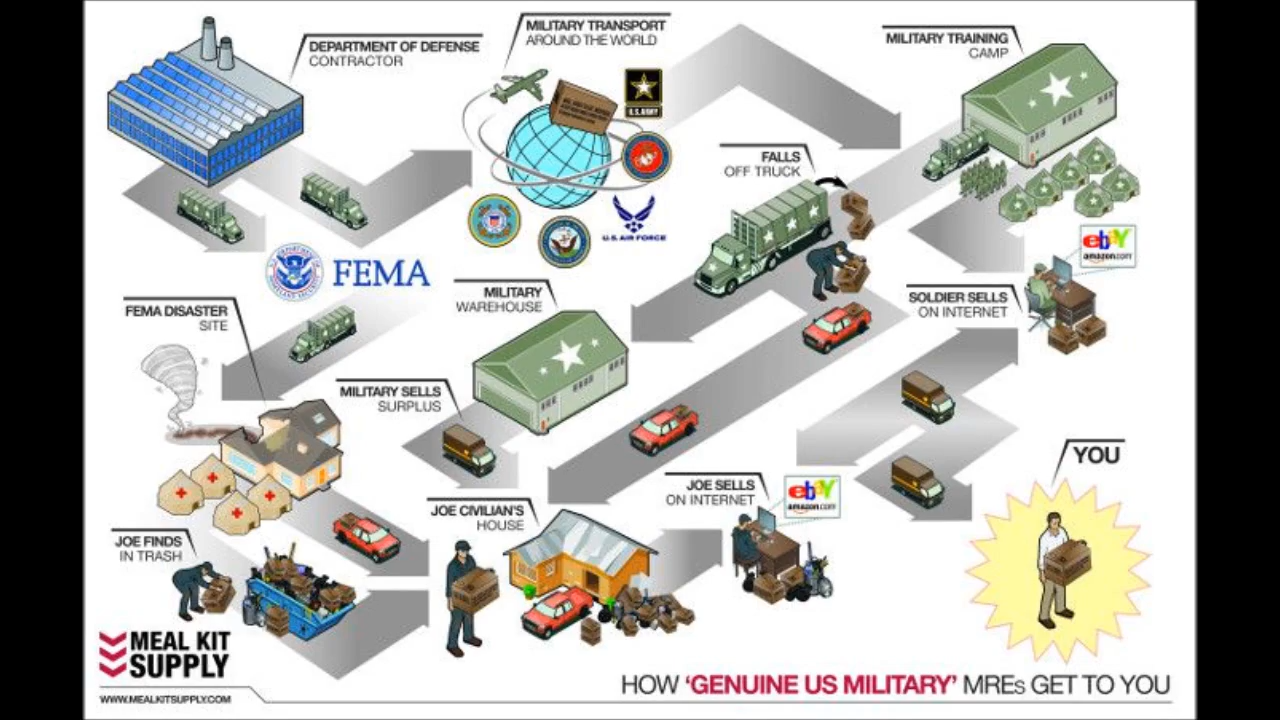 DEPARTMENT OF DEFENSE
CONTRACTOR
MILITARY TRANSPORT
AROUND THE WORLD
U.S.ARMY
MILITARY TRAINING
CAMP
FALLS
OFF TRUCK
U.S. AIR FORCE
ebY
amazon.com
FEMA
MILITARY
WAREHOUSE
SOLDIER SELLS
ON INTERNET
FEMA DISASTER
SITE
MILITARY SELLS
SURPLUS
YOU
JOE SELLS
ON INTERNET
ebY
amazon.com
JOE CIVILIAN'S
HOUSE
JOE FINDS
IN TRASH
MEAL KIT
SUPPLY
WWW.MEALKITSUPPLY.COM
HOW 'GENUINE US MILITARY' MREs GET TO YOU